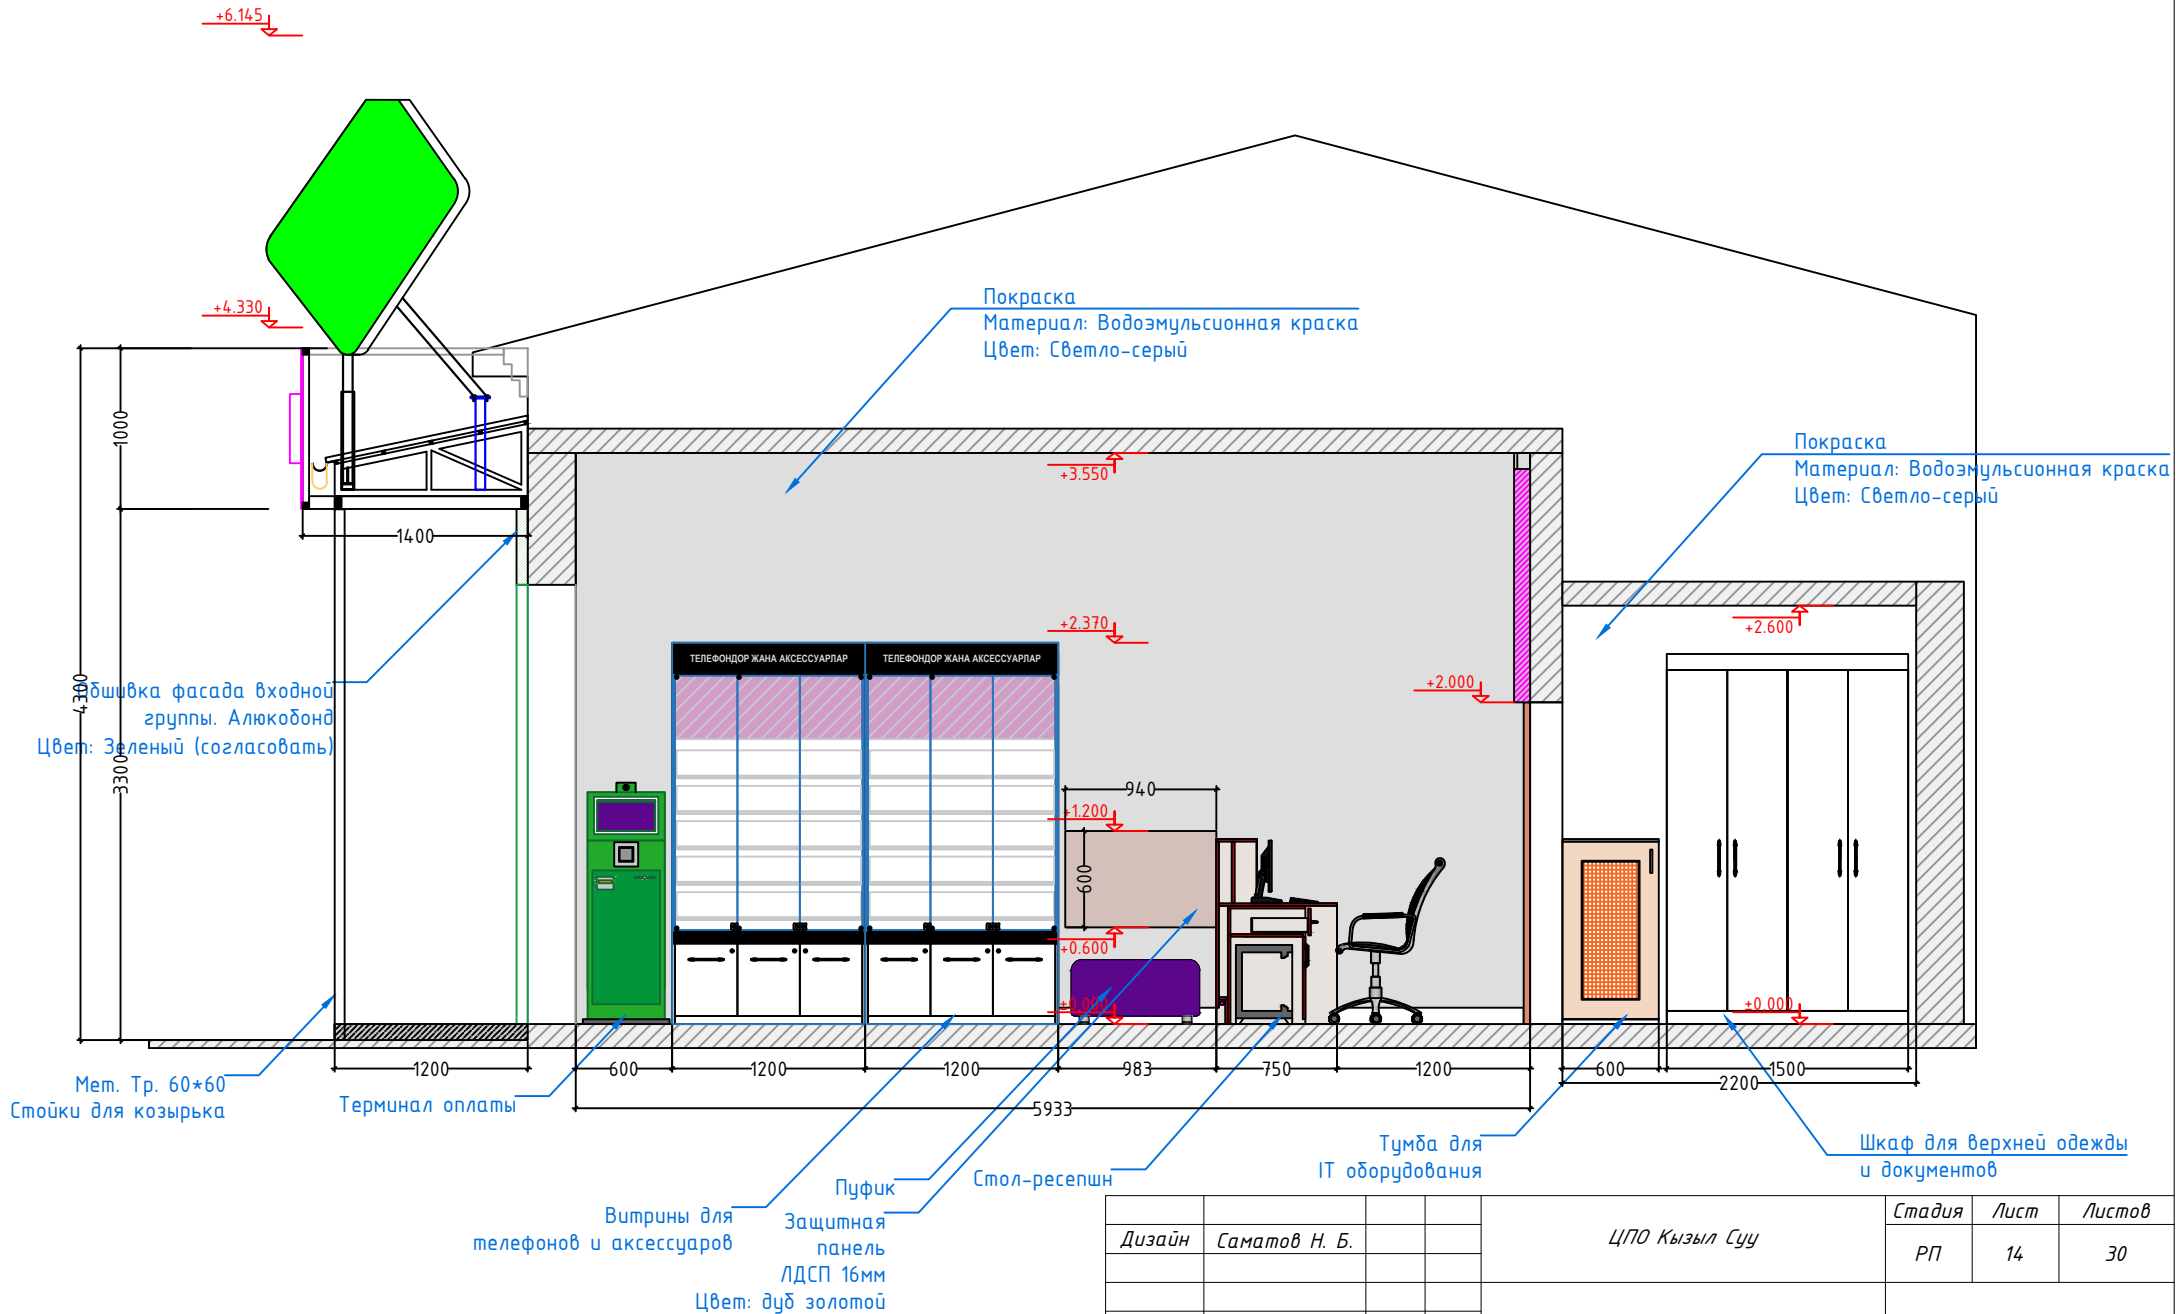 +6.145
+4.330
Покраска
Материал: Водоэмульсионная краска
Цвет: Светло-серый
1000
Покраска
Материал: Водоэмульсионная краска
Цвет: Светло-серый
+3.550
1400
+2.600
+2.370
ТЕЛЕФОНДОР ЖАНА АКСЕССУАРЛАР
ТЕЛЕФОНДОР ЖАНА АКСЕССУАРЛАР
+2.000
4300
Обшивка фасада входной
группы. Алюкобонд
Цвет: Зеленый (согласовать)
3300
940
+1.200
600
+0.600
±0.000
±0.000
1200
600
1200
1200
983
750
1200
600
1500
2200
5933
Мет. Тр. 60*60
Стойки для козырька
Терминал оплаты
Витрины для
телефонов и аксессуаров
Пуфик
Защитная
панель
ЛДСП 16мм
Цвет: дуб золотой
Стол-ресепшн
Тумба для
IT оборудования
Шкаф для верхней одежды
и документов
Дизайн Саматов Н. Б.
ЦПО Кызыл Суу
Стадия Лист Листов
РП 14 30